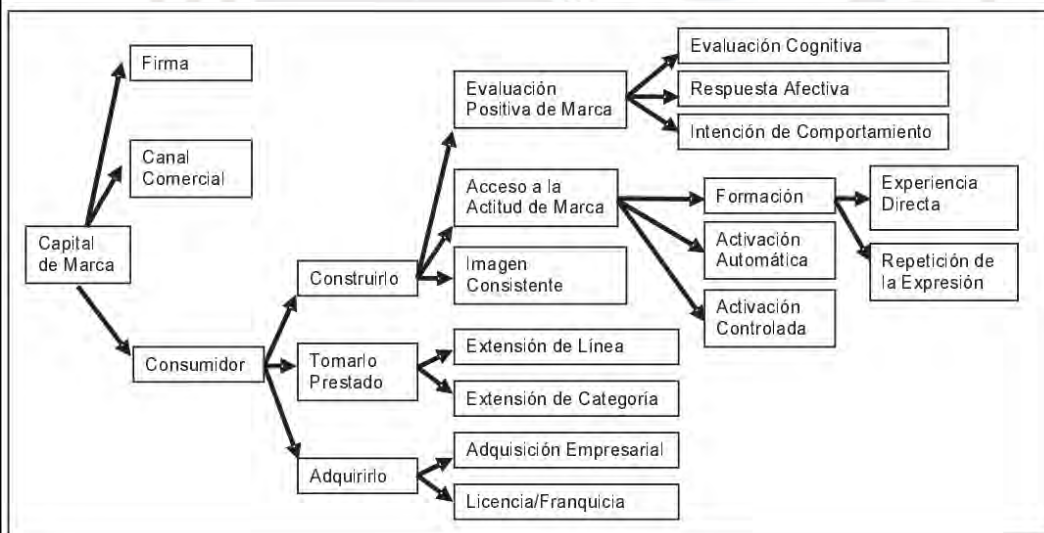 Firma
Canal
Comercial
Capital
de Marca
Consumidor
Construirlo
Tomarlo
Prestado
Adquirirlo
Evaluación
Positiva de Marca
Acceso a la
Actitud de Marca
Imagen
Consistente
Extensión de Línea
Extensión de Categoría
Adquisición Empresarial
Licencia/Franquicia
Evaluación Cognitiva
Respuesta Afectiva
Intención de Comportamiento
Formación
Activación
Automática
Activación
Controlada
Experiencia
Directa
Repetición de
la Expresión